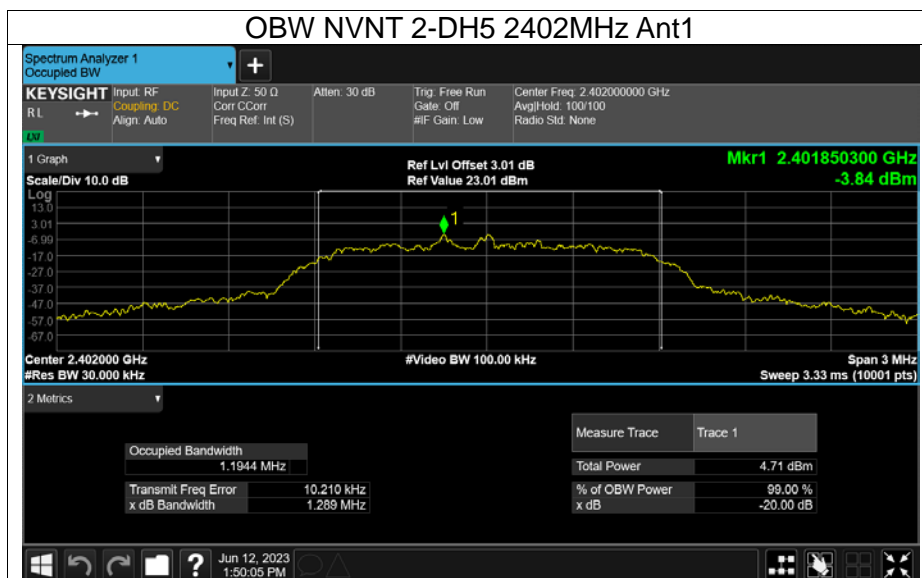 OBW NVNT 2-DH5 2402MHz Ant1
Spectrum Analyzer 1
Occupied BW
+
KEYSIGHT
R L
LXI
Input: RF
Coupling: DC
Align: Auto
Input Z: 50 Ω
Corr CCorr
Freq Ref: Int (S)
Atten: 30 dB
Trig: Free Run
Gate: Off
#IF Gain: Low
Center Freq: 2.402000000 GHz
Avg|Hold: 100/100
Radio Std: None
1 Graph
Scale/Div 10.0 dB
Ref Lvl Offset 3.01 dB
Ref Value 23.01 dBm
Mkr1 2.401850300 GHz
-3.84 dBm
Log
13.0
3.01
-6.99
-17.0
-27.0
-37.0
-47.0
-57.0
-67.0
1
Center 2.402000 GHz
#Res BW 30.000 kHz
#Video BW 100.00 kHz
Span 3 MHz
Sweep 3.33 ms (10001 pts)
2 Metrics
Occupied Bandwidth
1.1944 MHz
Transmit Freq Error 10.210 kHz
x dB Bandwidth 1.289 MHz
Measure Trace Trace 1
Total Power 4.71 dBm
% of OBW Power 99.00 %
x dB -20.00 dB
?
Jun 12, 2023
1:50:05 PM